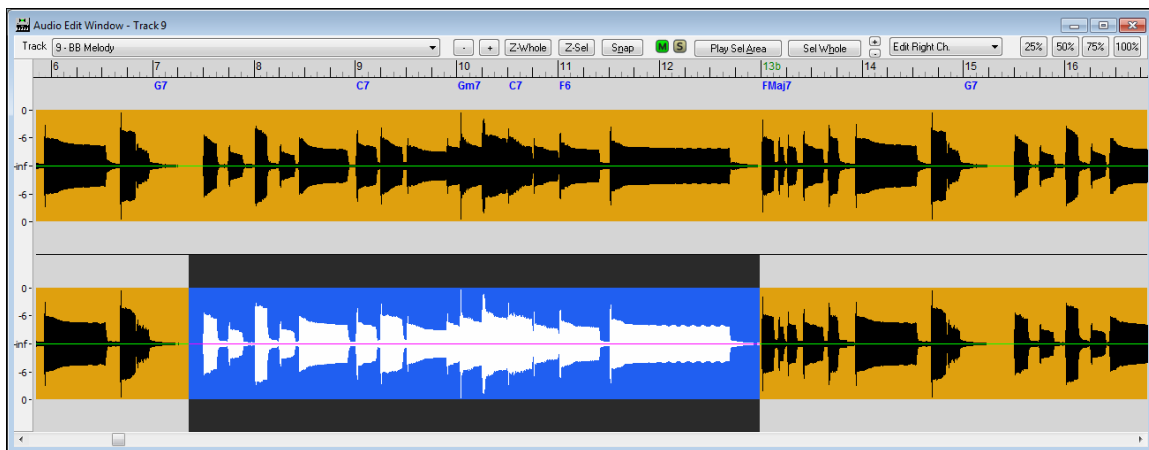 Audio Edit Window - Track 9
Track 9 - BB Melody - + Z-Whole Z-Sel Snap M S Play Sel Area Sel Whole + - Edit Right Ch. 25% 50% 75% 100%
6 7 8 9 10 11 12 13b 14 15 16
G7 C7 Gm7 C7 F6 FMaj7 G7
0-
-6-
-inf-
-6-
0-
0-
-6-
-inf-
-6-
0-